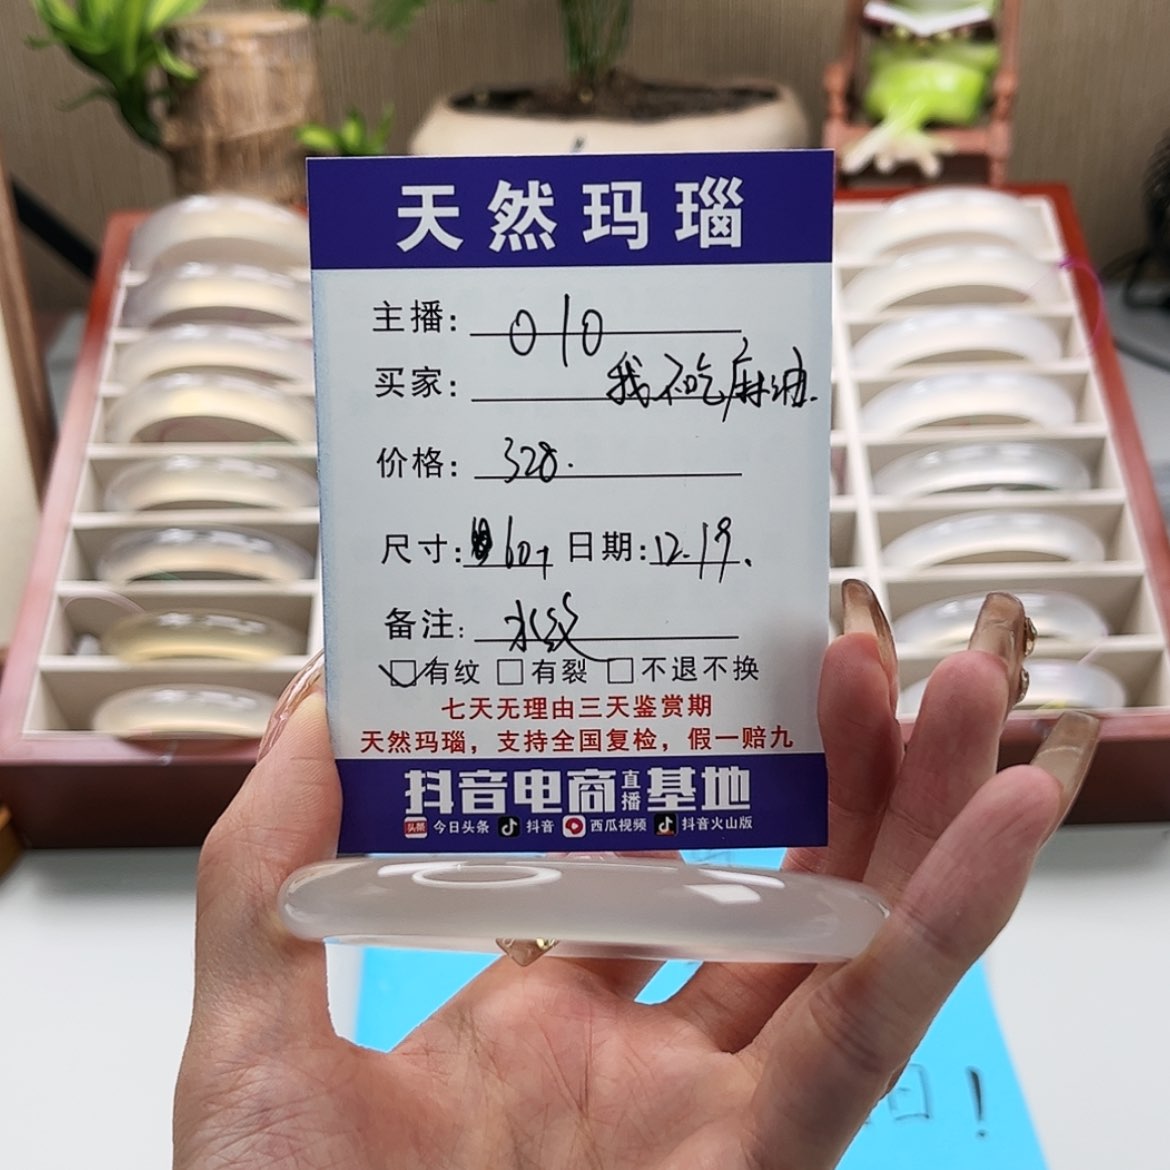 天然玛瑙
主播: 010
买家: 我不吃麻油.
价格: 328.
尺寸: 60+ 日期: 12.19.
备注: 水纹
☑有纹 □有裂 □不退不换
七天无理由三天鉴赏期
天然玛瑙，支持全国复检，假一赔九
抖音电商直播基地
头条 今日头条 抖音 西瓜视频 抖音火山版
日!